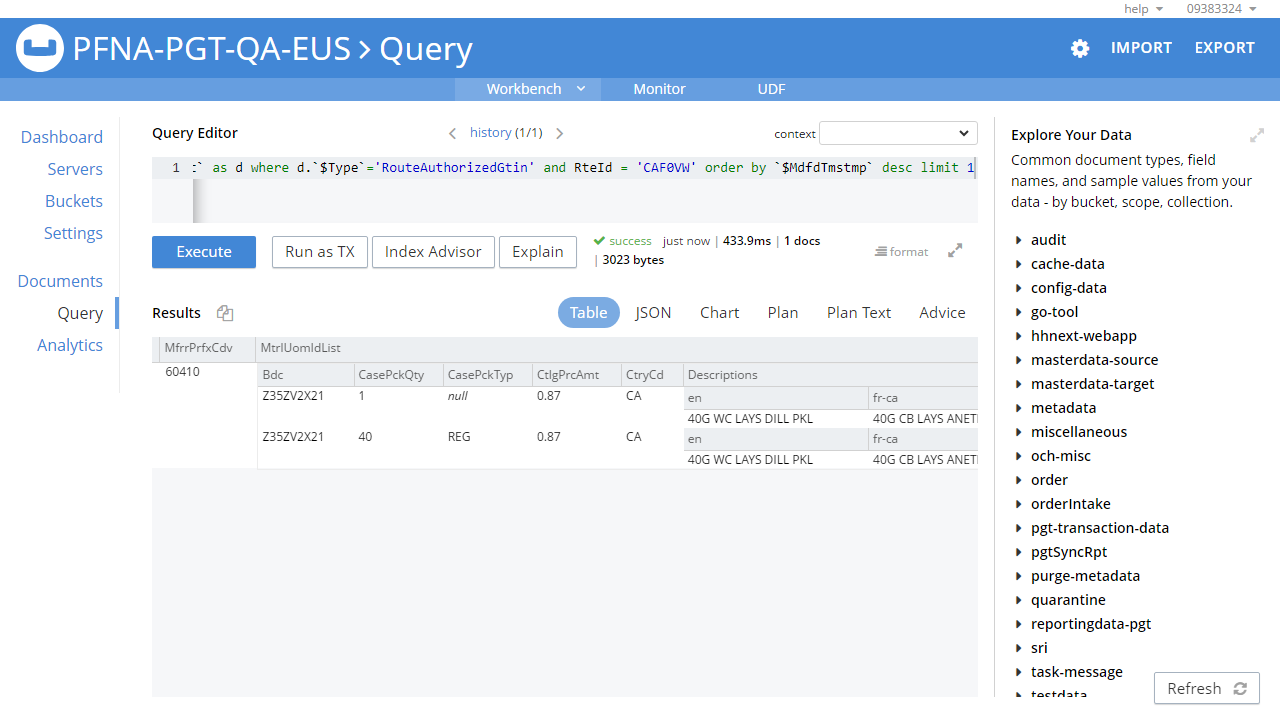 help 09383324
PFNA-PGT-QA-EUS > Query IMPORT EXPORT
Workbench Monitor UDF
Dashboard
Servers
Buckets
Settings
Documents
Query
Analytics
Query Editor
history (1/1)
context
1 ` as d where d.`$Type`='RouteAuthorizedGtin' and RteId = 'CAF0VW' order by `$MdfdTmstmp` desc limit 1
Execute
Run as TX
Index Advisor
Explain
success just now | 433.9ms | 1 docs
| 3023 bytes
format
Results
Table JSON Chart Plan Plan Text Advice
MfrrPrfxCdv MtrlUomIdList
60410
Bdc CasePckQty CasePckTyp CtlgPrcAmt CtryCd Descriptions
Z35ZV2X21 1 null 0.87 CA
en fr-ca
40G WC LAYS DILL PKL 40G CB LAYS ANET
Z35ZV2X21 40 REG 0.87 CA
en fr-ca
40G WC LAYS DILL PKL 40G CB LAYS ANET
Explore Your Data
Common document types, field
names, and sample values from your
data - by bucket, scope, collection.
audit
cache-data
config-data
go-tool
hhnext-webapp
masterdata-source
masterdata-target
metadata
miscellaneous
och-misc
order
orderIntake
pgt-transaction-data
pgtSyncRpt
purge-metadata
quarantine
reportingdata-pgt
sri
task-message
testdata
Refresh